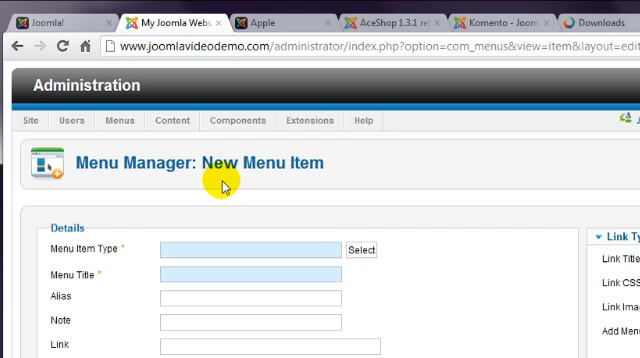 Joomla! My Joomla Webs Apple AceShop 1.3.1 rel Komento - Joom Downloads
www.joomlavideodemo.com/administrator/index.php?option=com_menus&view=item&layout=edit
Administration
Site Users Menus Content Components Extensions Help
Menu Manager: New Menu Item
Details
Menu Item Type * Select
Menu Title *
Alias
Note
Link
Link Ty
Link Title
Link CSS
Link Imag
Add Menu